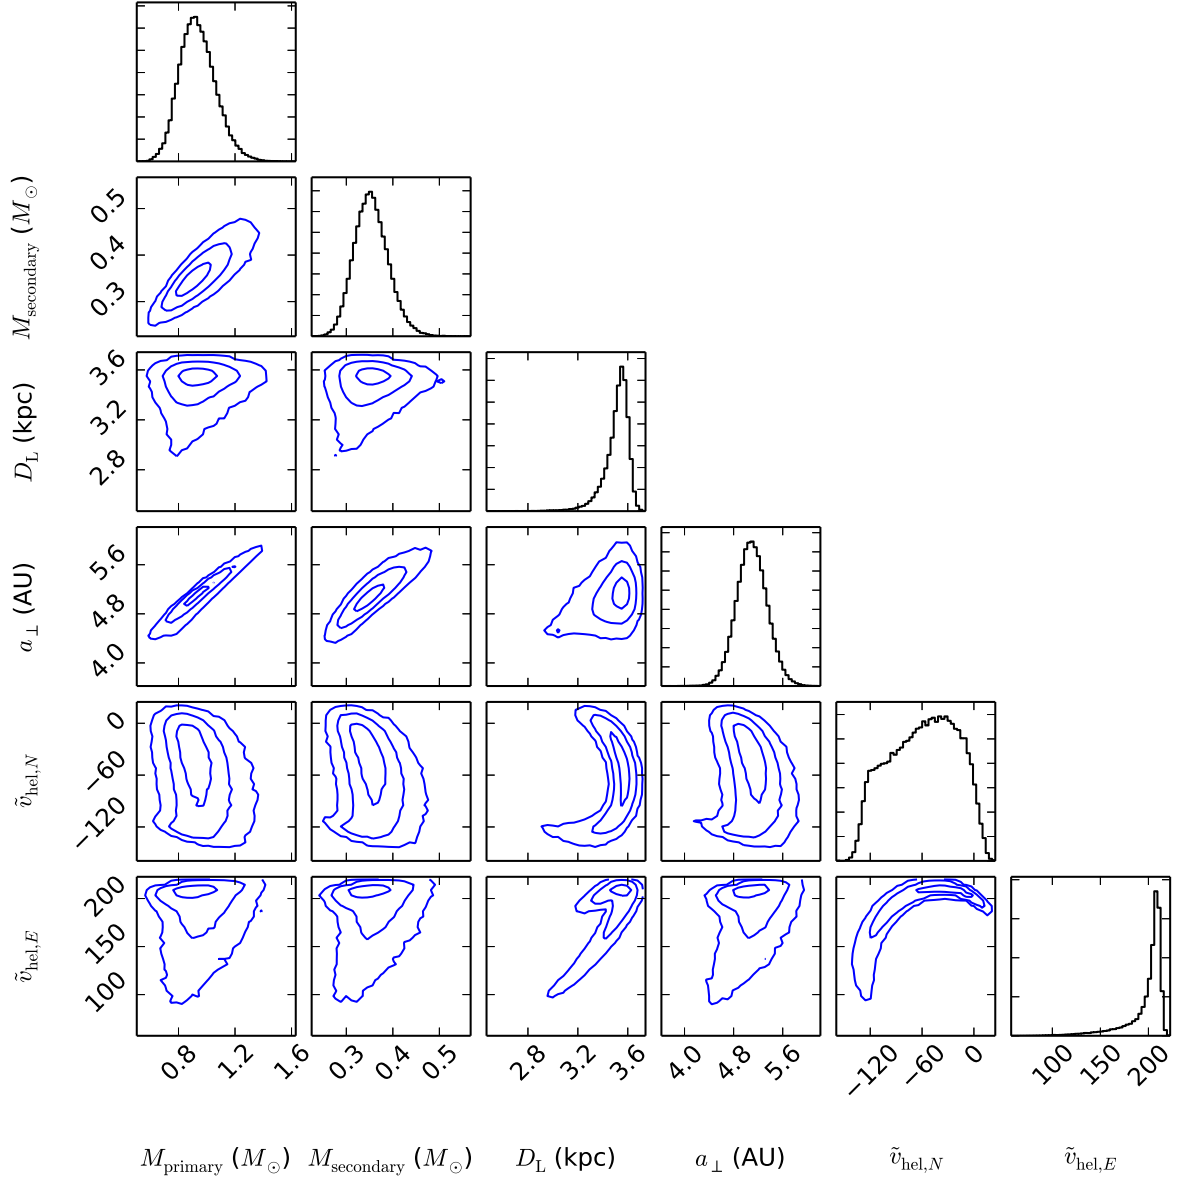 M_secondary (M_⊙)
0.5
0.4
0.3
D_L (kpc)
3.6
3.2
2.8
a_⊥ (AU)
5.6
4.8
4.0
ṽ_hel,N
0
−60
−120
ṽ_hel,E
200
150
100
0.8 1.2 1.6 0.3 0.4 0.5 2.8 3.2 3.6 4.0 4.8 5.6 −120 −60 0 100 150 200
M_primary (M_⊙) M_secondary (M_⊙) D_L (kpc) a_⊥ (AU) ṽ_hel,N ṽ_hel,E